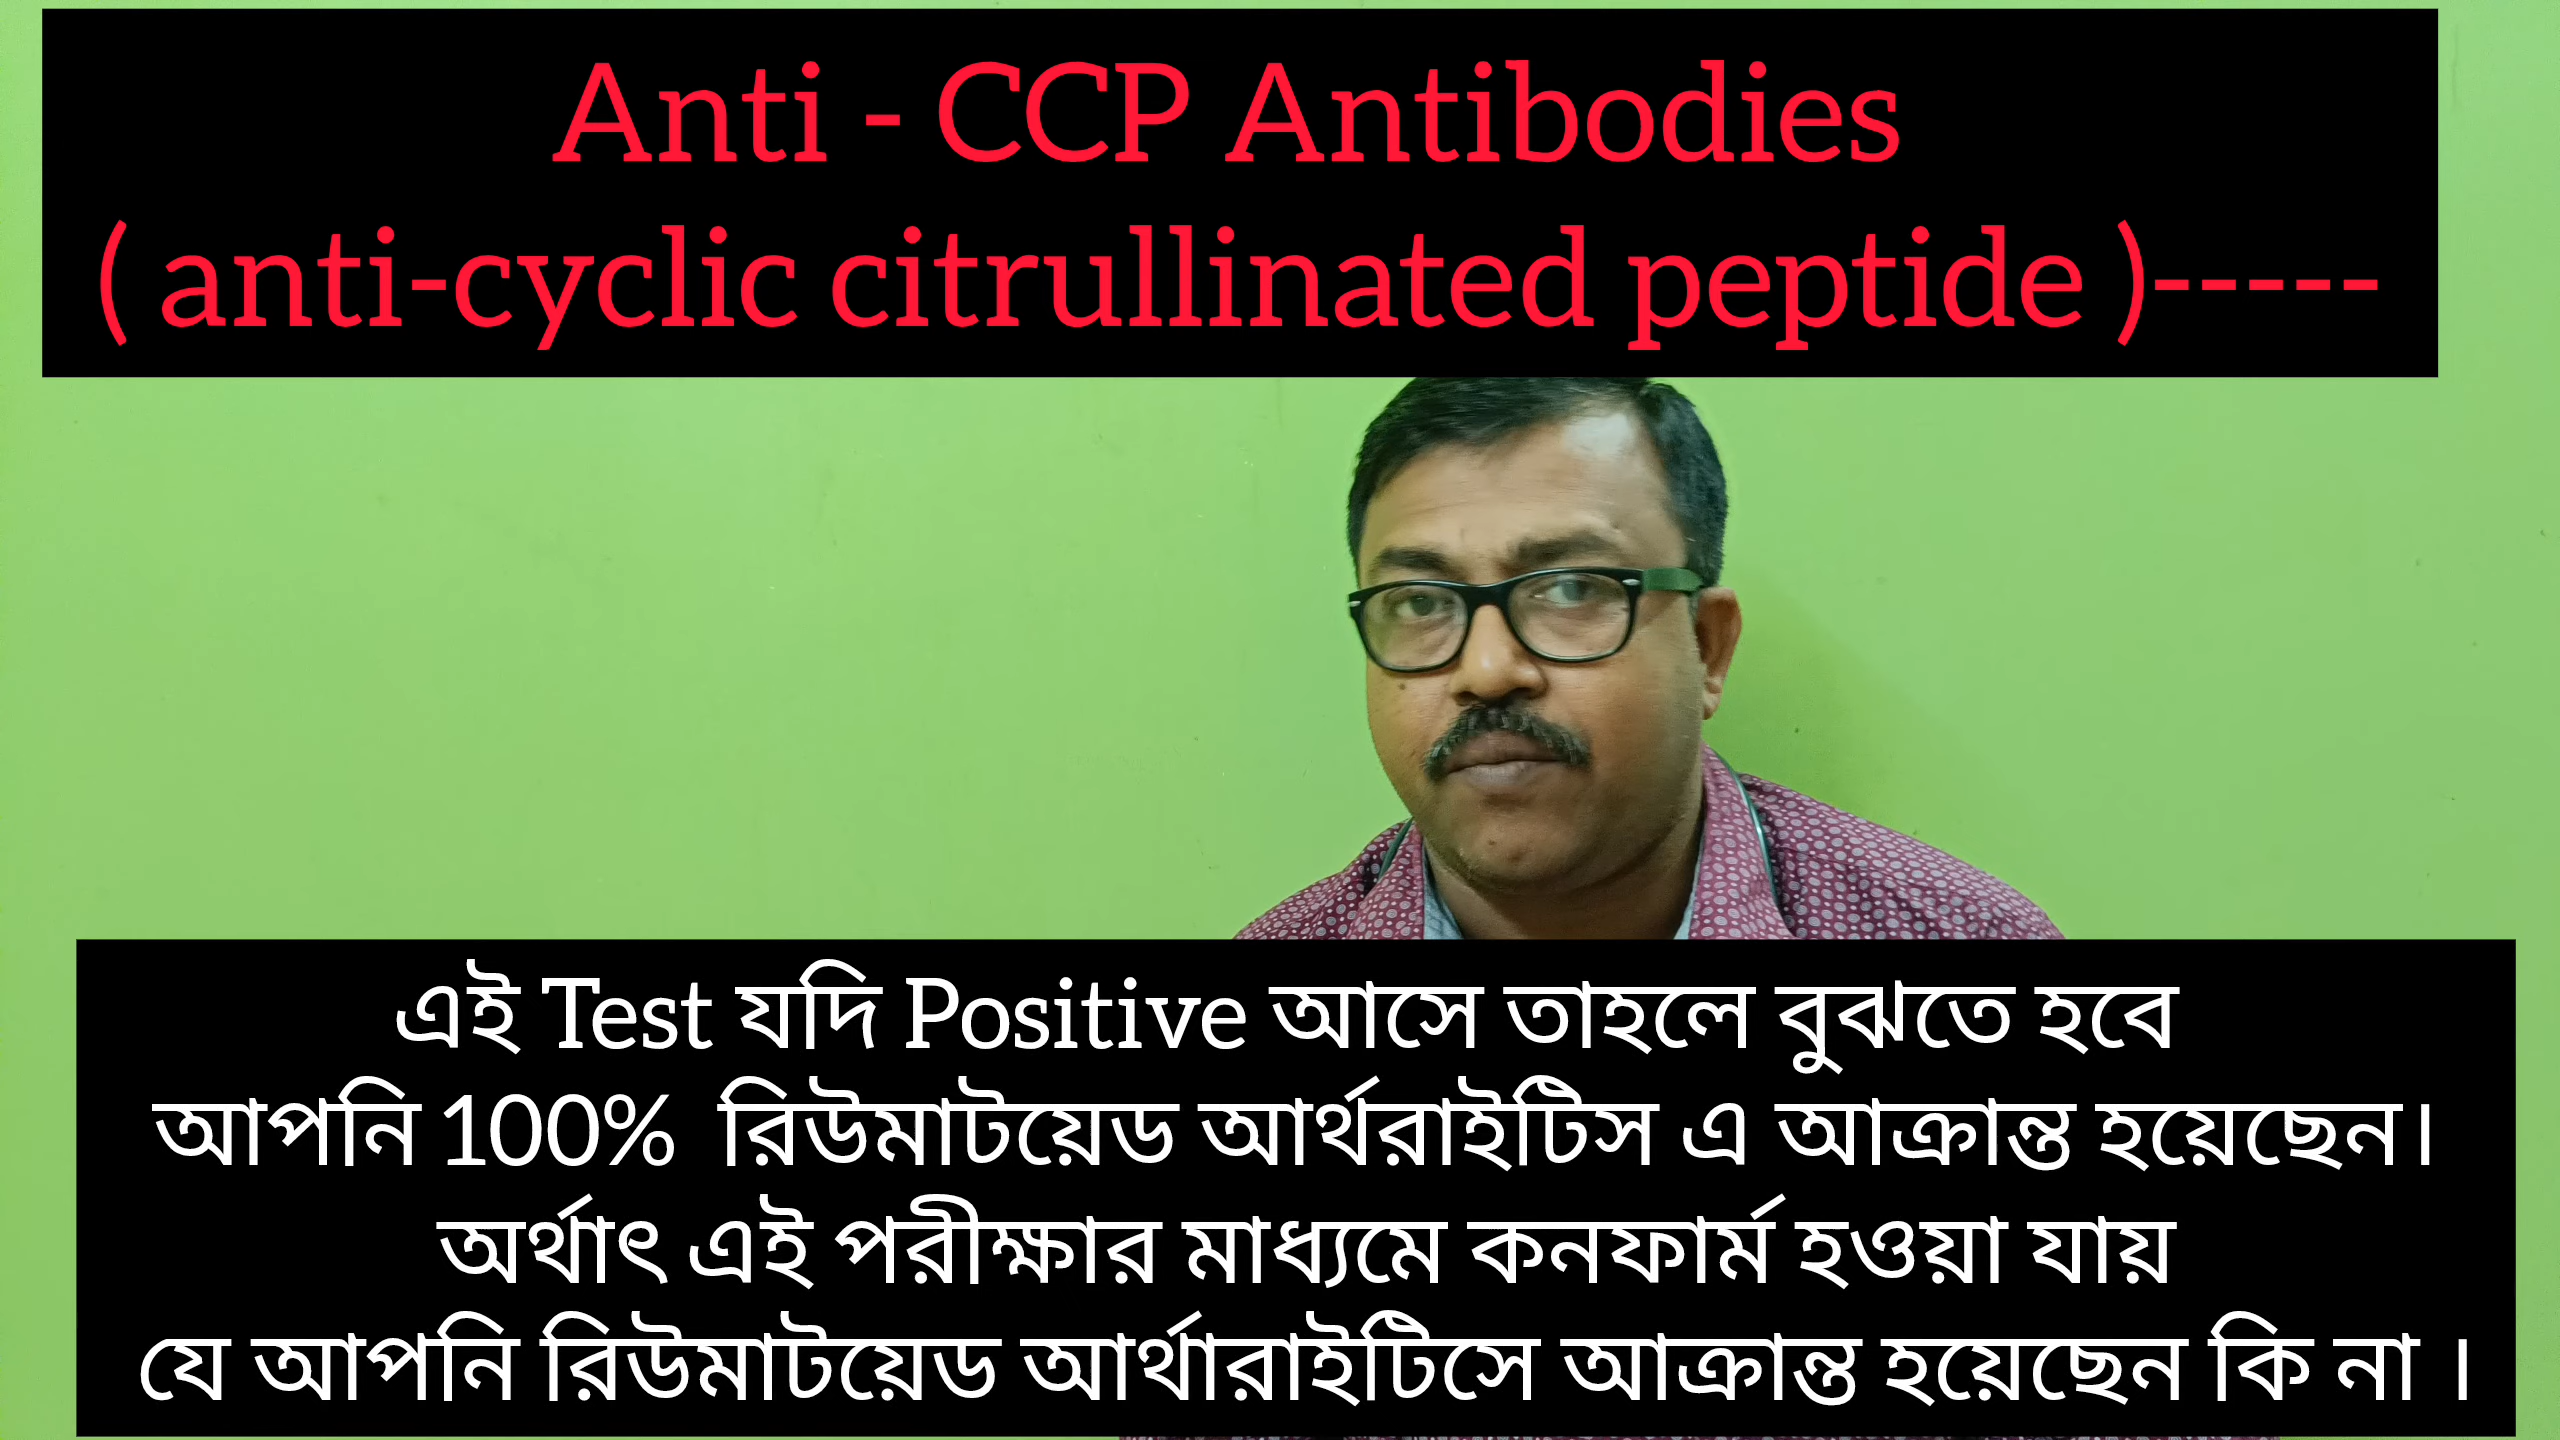 Anti - CCP Antibodies
( anti-cyclic citrullinated peptide )-----
এই Test যদি Positive আসে তাহলে বুঝতে হবে
আপনি 100% রিউমাটয়েড আর্থরাইটিস এ আক্রান্ত হয়েছেন।
অর্থাৎ এই পরীক্ষার মাধ্যমে কনফার্ম হওয়া যায়
যে আপনি রিউমাটয়েড আর্থারাইটিসে আক্রান্ত হয়েছেন কি না ।